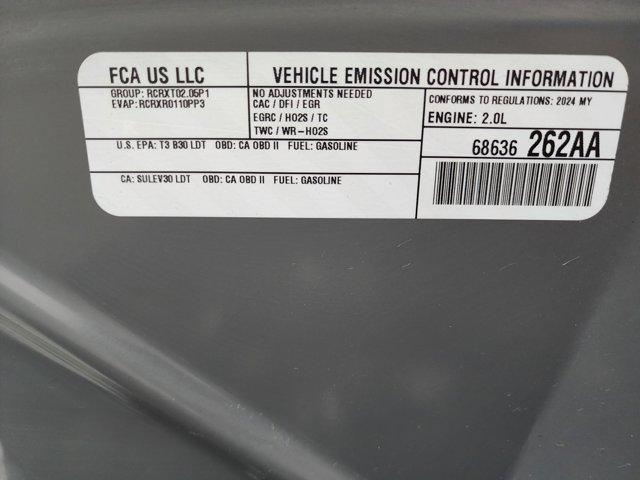 FCA US LLC
VEHICLE EMISSION CONTROL INFORMATION
GROUP: RCRXT02.05P1
EVAP: RCRXR0110PP3
NO ADJUSTMENTS NEEDED
CAC / DFI / EGR
EGRC / HO2S / TC
TWC / WR-HO2S
CONFORMS TO REGULATIONS: 2024 MY
ENGINE: 2.0L
U.S. EPA: T3 B30 LDT OBD: CA OBD II FUEL: GASOLINE
68636 262AA
CA: SULEV30 LDT OBD: CA OBD II FUEL: GASOLINE